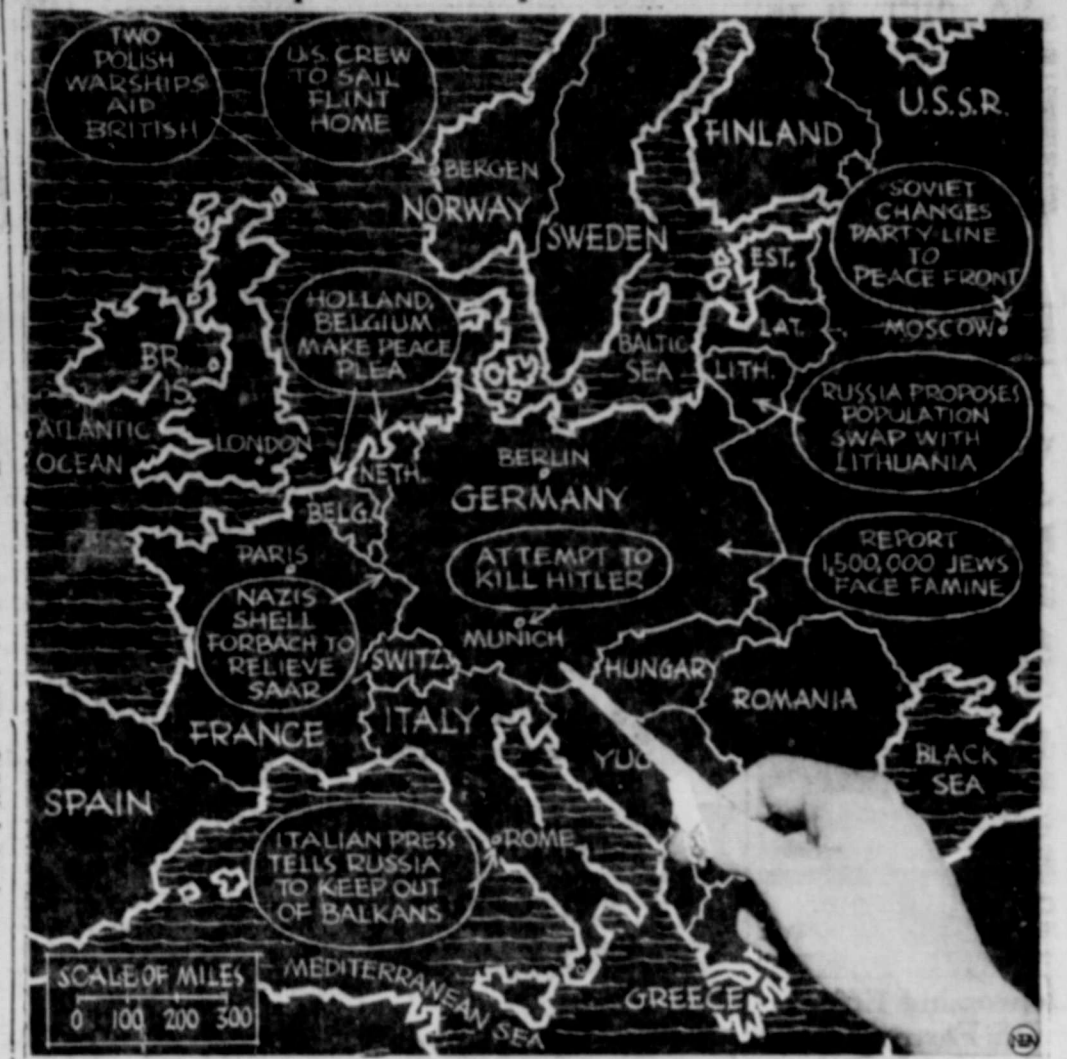 TWO
POLISH
WARSHIPS
AID
BRITISH
U.S. CREW
TO SAIL
FLINT
HOME
U.S.S.R.
FINLAND
BERGEN
NORWAY
SWEDEN
SOVIET
CHANGES
PARTY-LINE
TO
PEACE FRONT
EST.
HOLLAND,
BELGIUM
MAKE PEACE
PLEA
LAT.
MOSCOW
BALTIC
SEA
BR.
IS.
LITH.
RUSSIA PROPOSES
POPULATION
SWAP WITH
LITHUANIA
ATLANTIC
OCEAN
LONDON
NETH.
BERLIN
GERMANY
BELG.
PARIS
ATTEMPT TO
KILL HITLER
REPORT
1,500,000 JEWS
FACE FAMINE
NAZIS
SHELL
FORBACH TO
RELIEVE
SAAR
MUNICH
SWITZ.
HUNGARY
ROMANIA
ITALY
FRANCE
YUG
BLACK
SEA
SPAIN
ITALIAN PRESS
TELLS RUSSIA
TO KEEP OUT
OF BALKANS
ROME
SCALE OF MILES
0 100 200 300
MEDITERRANEAN SEA
GREECE
NEA